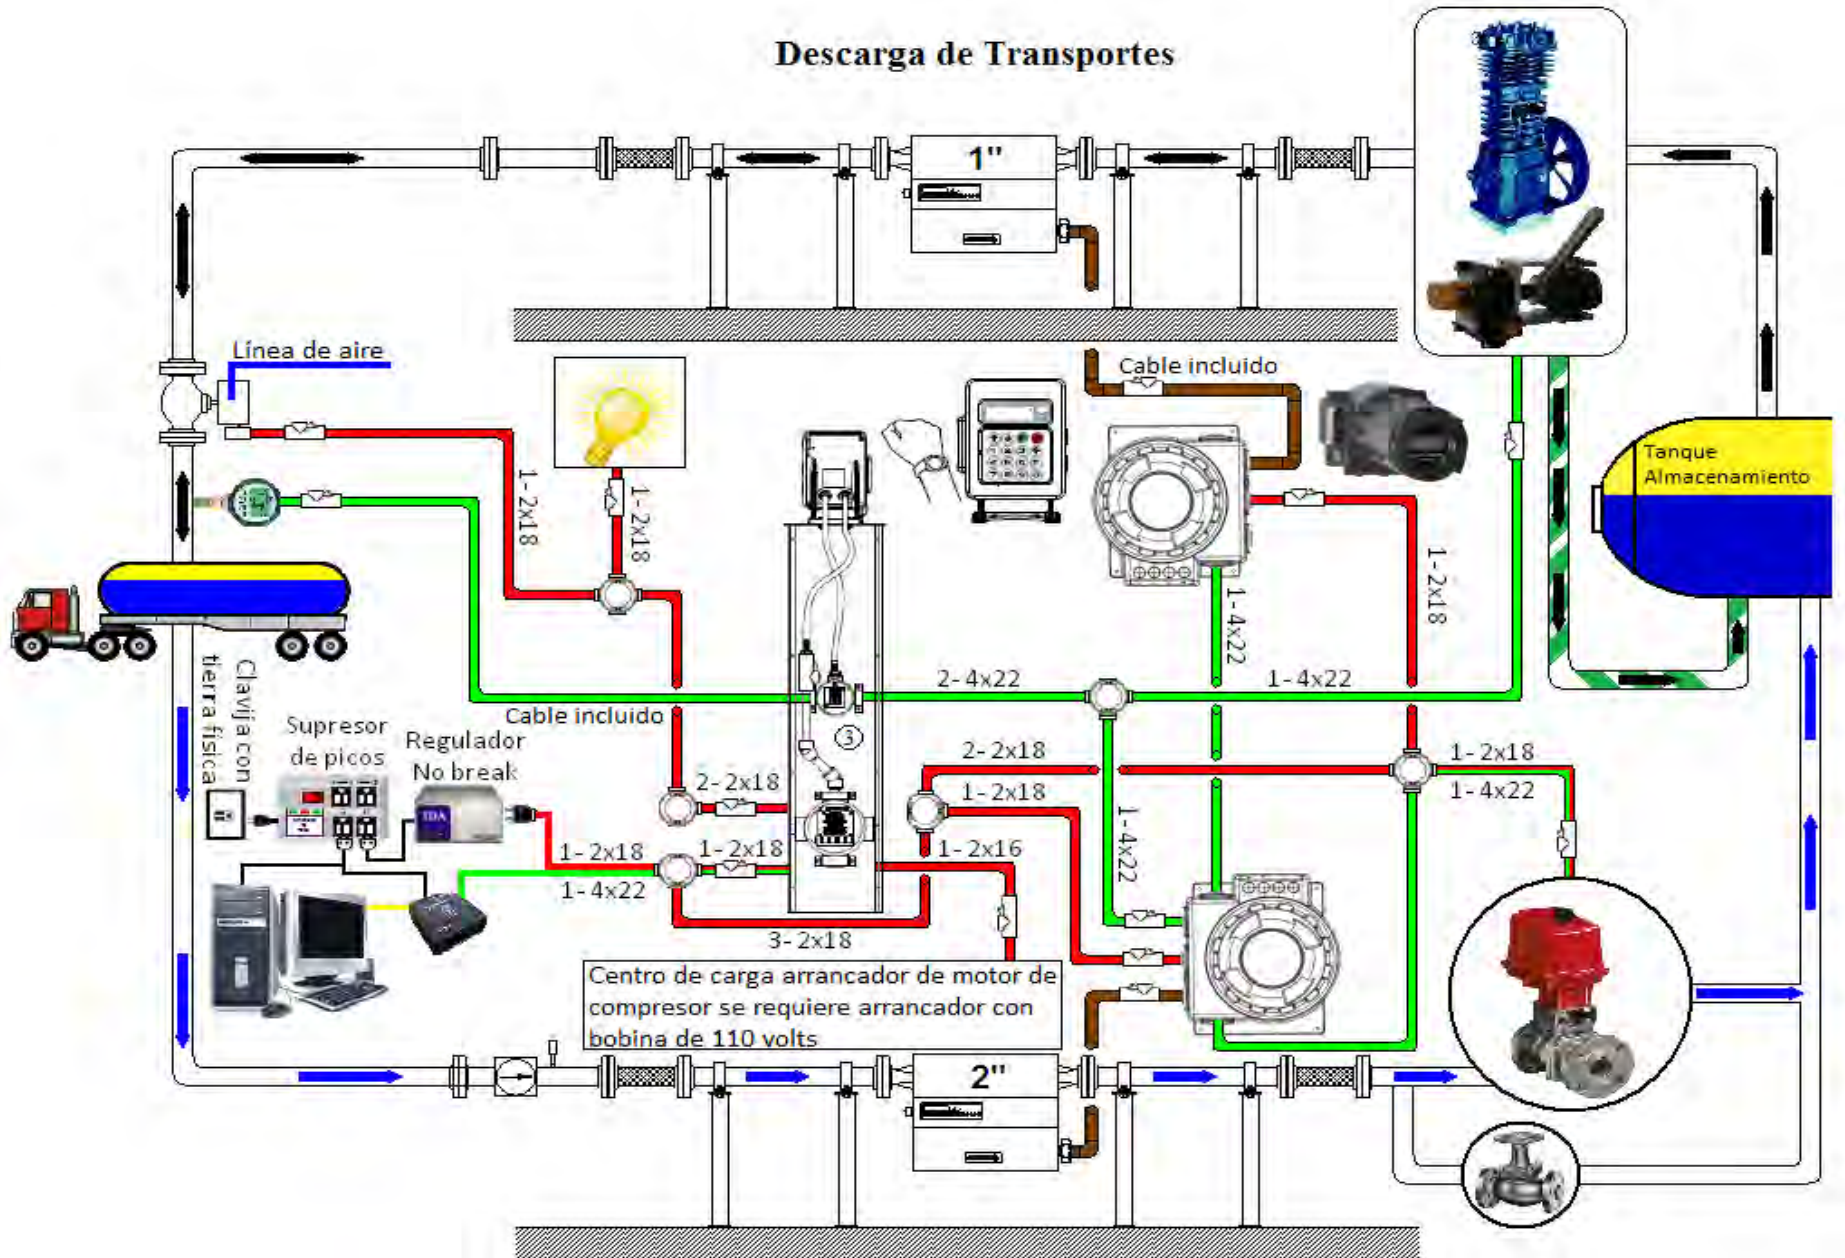 Descarga de Transportes
1"
Línea de aire
Cable incluido
Tanque
Almacenamiento
1-2x18
1-2x18
1-2x18
1-4x22
Clavija con
tierra física
2-4x22
1-4x22
Cable incluido
3
Supresor
de picos
Regulador
No break
TDA
2-2x18
2-2x18
1-2x18
1-2x18
1-4x22
1-4x22
1-2x18
1-4x22
1-2x18
1-2x16
3-2x18
Centro de carga arrancador de motor de
compresor se requiere arrancador con
bobina de 110 volts
2"